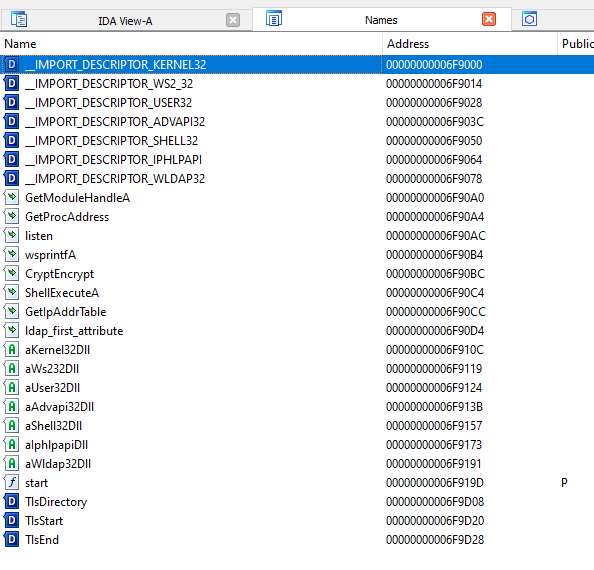 IDA View-A Names
Name Address Public
__IMPORT_DESCRIPTOR_KERNEL32 00000000006F9000
__IMPORT_DESCRIPTOR_WS2_32 00000000006F9014
__IMPORT_DESCRIPTOR_USER32 00000000006F9028
__IMPORT_DESCRIPTOR_ADVAPI32 00000000006F903C
__IMPORT_DESCRIPTOR_SHELL32 00000000006F9050
__IMPORT_DESCRIPTOR_IPHLPAPI 00000000006F9064
__IMPORT_DESCRIPTOR_WLDAP32 00000000006F9078
GetModuleHandleA 00000000006F90A0
GetProcAddress 00000000006F90A4
listen 00000000006F90AC
wsprintfA 00000000006F90B4
CryptEncrypt 00000000006F90BC
ShellExecuteA 00000000006F90C4
GetIpAddrTable 00000000006F90CC
ldap_first_attribute 00000000006F90D4
aKernel32Dll 00000000006F910C
aWs232Dll 00000000006F9119
aUser32Dll 00000000006F9124
aAdvapi32Dll 00000000006F913B
aShell32Dll 00000000006F9157
aIphlpapiDll 00000000006F9173
aWldap32Dll 00000000006F9191
start 00000000006F919D P
TlsDirectory 00000000006F9D08
TlsStart 00000000006F9D20
TlsEnd 00000000006F9D28